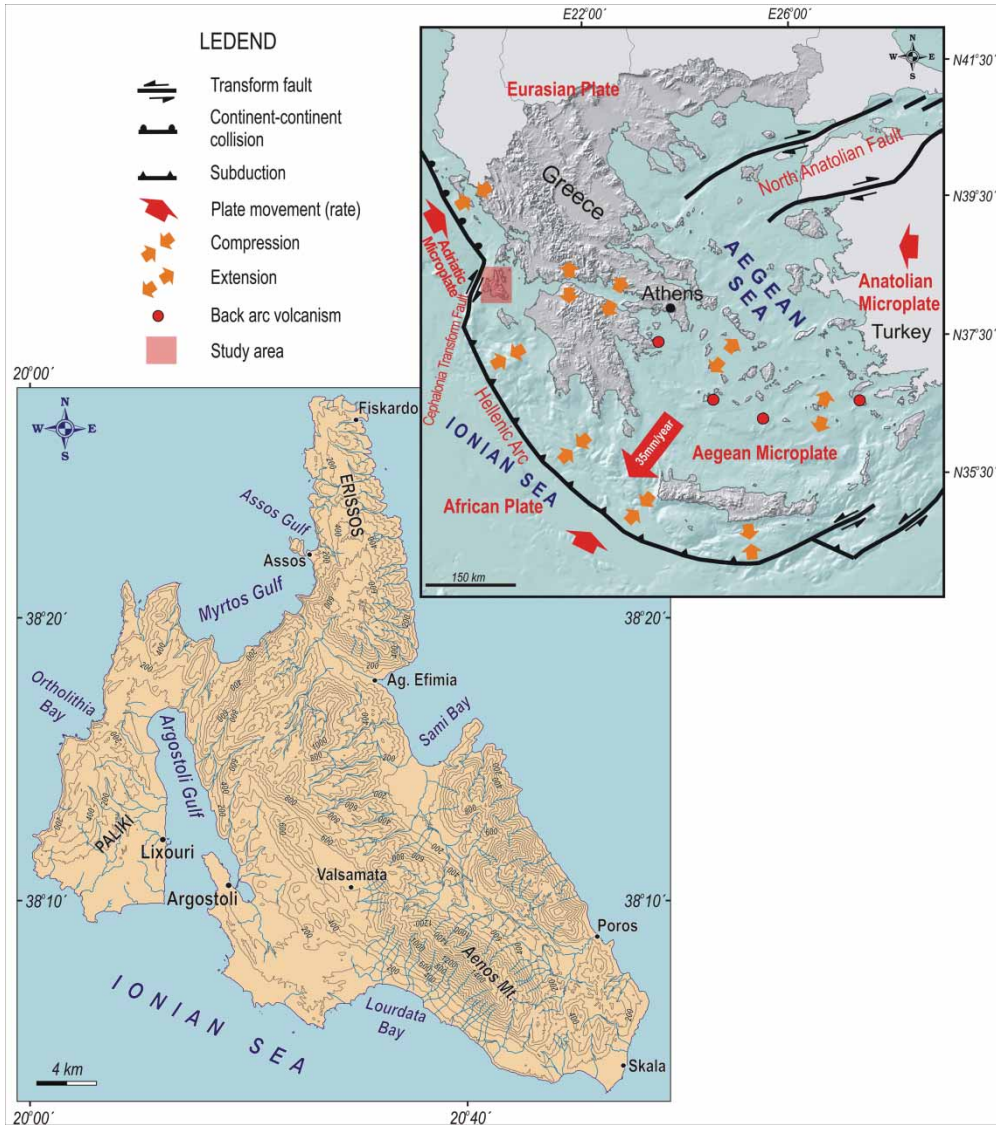 LEDEND
Transform fault
Continent-continent
collision
Subduction
Plate movement (rate)
Compression
Extension
Back arc volcanism
Study area
E22°00´
E26°00´
N41°30´
N39°30´
N37°30´
N35°30´
N
W
E
S
Eurasian Plate
Greece
North Anatolian Fault
Adriatic
Microplate
AEGEAN
SEA
Anatolian
Microplate
Turkey
Athens
Cephalonia Transform Fault
Hellenic Arc
IONIAN SEA
35mm/year
Aegean Microplate
African Plate
150 km
20°00´
N
W
E
S
Fiskardo
ERISSOS
Assos Gulf
Assos
Myrtos Gulf
38°20´
38°20´
Ag. Efimia
Ortholithia
Bay
Argostoli Gulf
Sami Bay
PALIKI
Lixouri
Valsamata
Argostoli
38°10´
38°10´
Poros
Aenos Mt.
IONIAN SEA
Lourdata
Bay
Skala
4 km
20°00´
20°40´